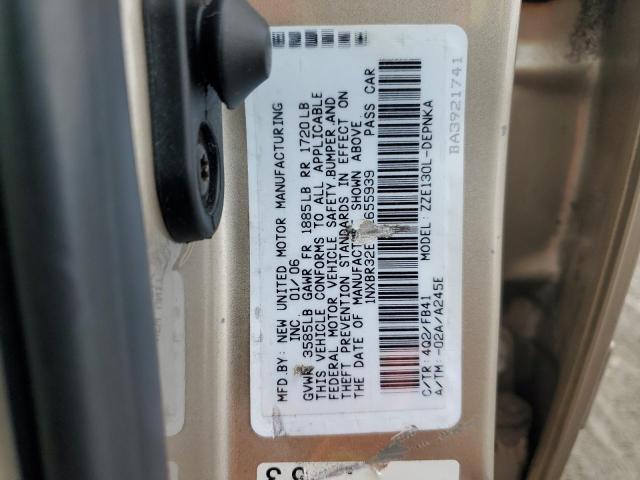 MFD.BY: NEW UNITED MOTOR MANUFACTURING
INC. 01/06
GVWR 3585LB GAWR FR 1885LB RR 1720LB
THIS VEHICLE CONFORMS TO ALL APPLICABLE
FEDERAL MOTOR VEHICLE SAFETY,BUMPER,AND
THEFT PREVENTION STANDARDS IN EFFECT ON
THE DATE OF MANUFACTURE SHOWN ABOVE
1NXBR32E 655939 PASS CAR
C/TR: 4Q2/FB41 MODEL: ZZE130L-DEPNKA
A/TM: -02A/A245E
BA3921741